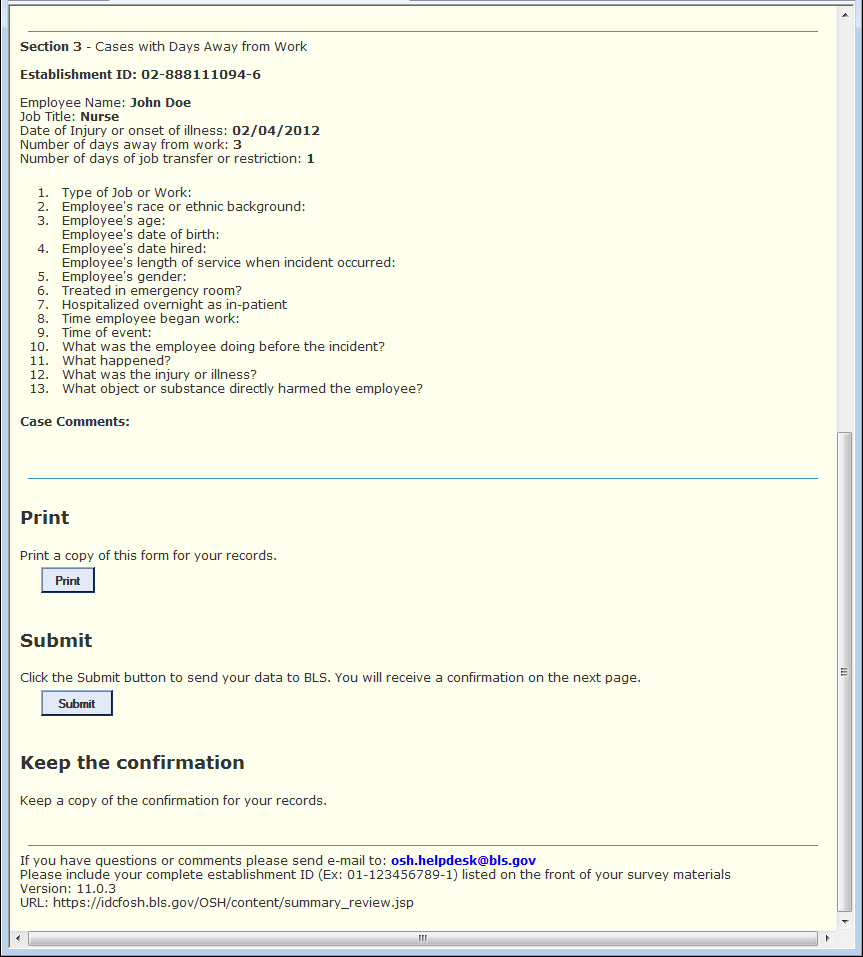 Section 3 - Cases with Days Away from Work
Establishment ID: 02-888111094-6
Employee Name: John Doe
Job Title: Nurse
Date of Injury or onset of illness: 02/04/2012
Number of days away from work: 3
Number of days of job transfer or restriction: 1
1. Type of Job or Work:
2. Employee's race or ethnic background:
3. Employee's age:
Employee's date of birth:
4. Employee's date hired:
Employee's length of service when incident occurred:
5. Employee's gender:
6. Treated in emergency room?
7. Hospitalized overnight as in-patient
8. Time employee began work:
9. Time of event:
10. What was the employee doing before the incident?
11. What happened?
12. What was the injury or illness?
13. What object or substance directly harmed the employee?
Case Comments:
Print
Print a copy of this form for your records.
Print
Submit
Click the Submit button to send your data to BLS. You will receive a confirmation on the next page.
Submit
Keep the confirmation
Keep a copy of the confirmation for your records.
If you have questions or comments please send e-mail to: osh.helpdesk@bls.gov
Please include your complete establishment ID (Ex: 01-123456789-1) listed on the front of your survey materials
Version: 11.0.3
URL: https://idcfosh.bls.gov/OSH/content/summary_review.jsp